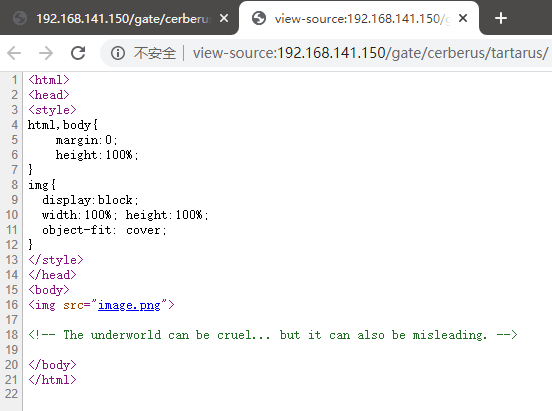 192.168.141.150/gate/cerberu
view-source:192.168.141.150/g
不安全 | view-source:192.168.141.150/gate/cerberus/tartarus/
1 <html>
2 <head>
3 <style>
4 html,body{
5 margin:0;
6 height:100%;
7 }
8 img{
9 display:block;
10 width:100%; height:100%;
11 object-fit: cover;
12 }
13 </style>
14 </head>
15 <body>
16 <img src="image.png">
17
18 <!-- The underworld can be cruel... but it can also be misleading. -->
19
20 </body>
21 </html>
22